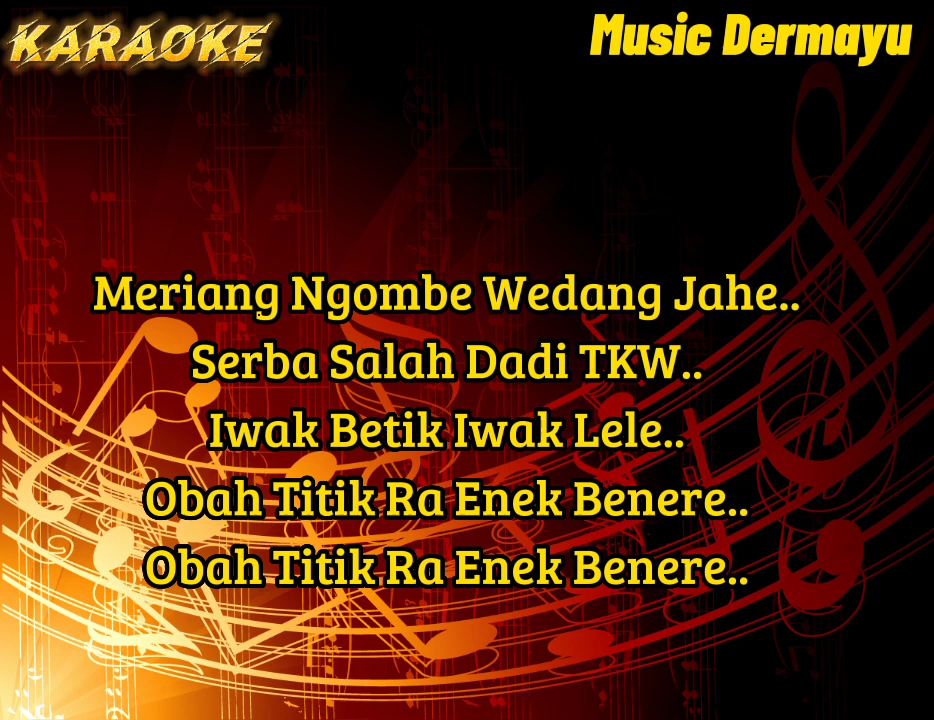 KARAOKE
Music Dermayu
Meriang Ngombe Wedang Jahe..
Serba Salah Dadi TKW..
Iwak Betik Iwak Lele..
Obah Titik Ra Enek Benere..
Obah Titik Ra Enek Benere..